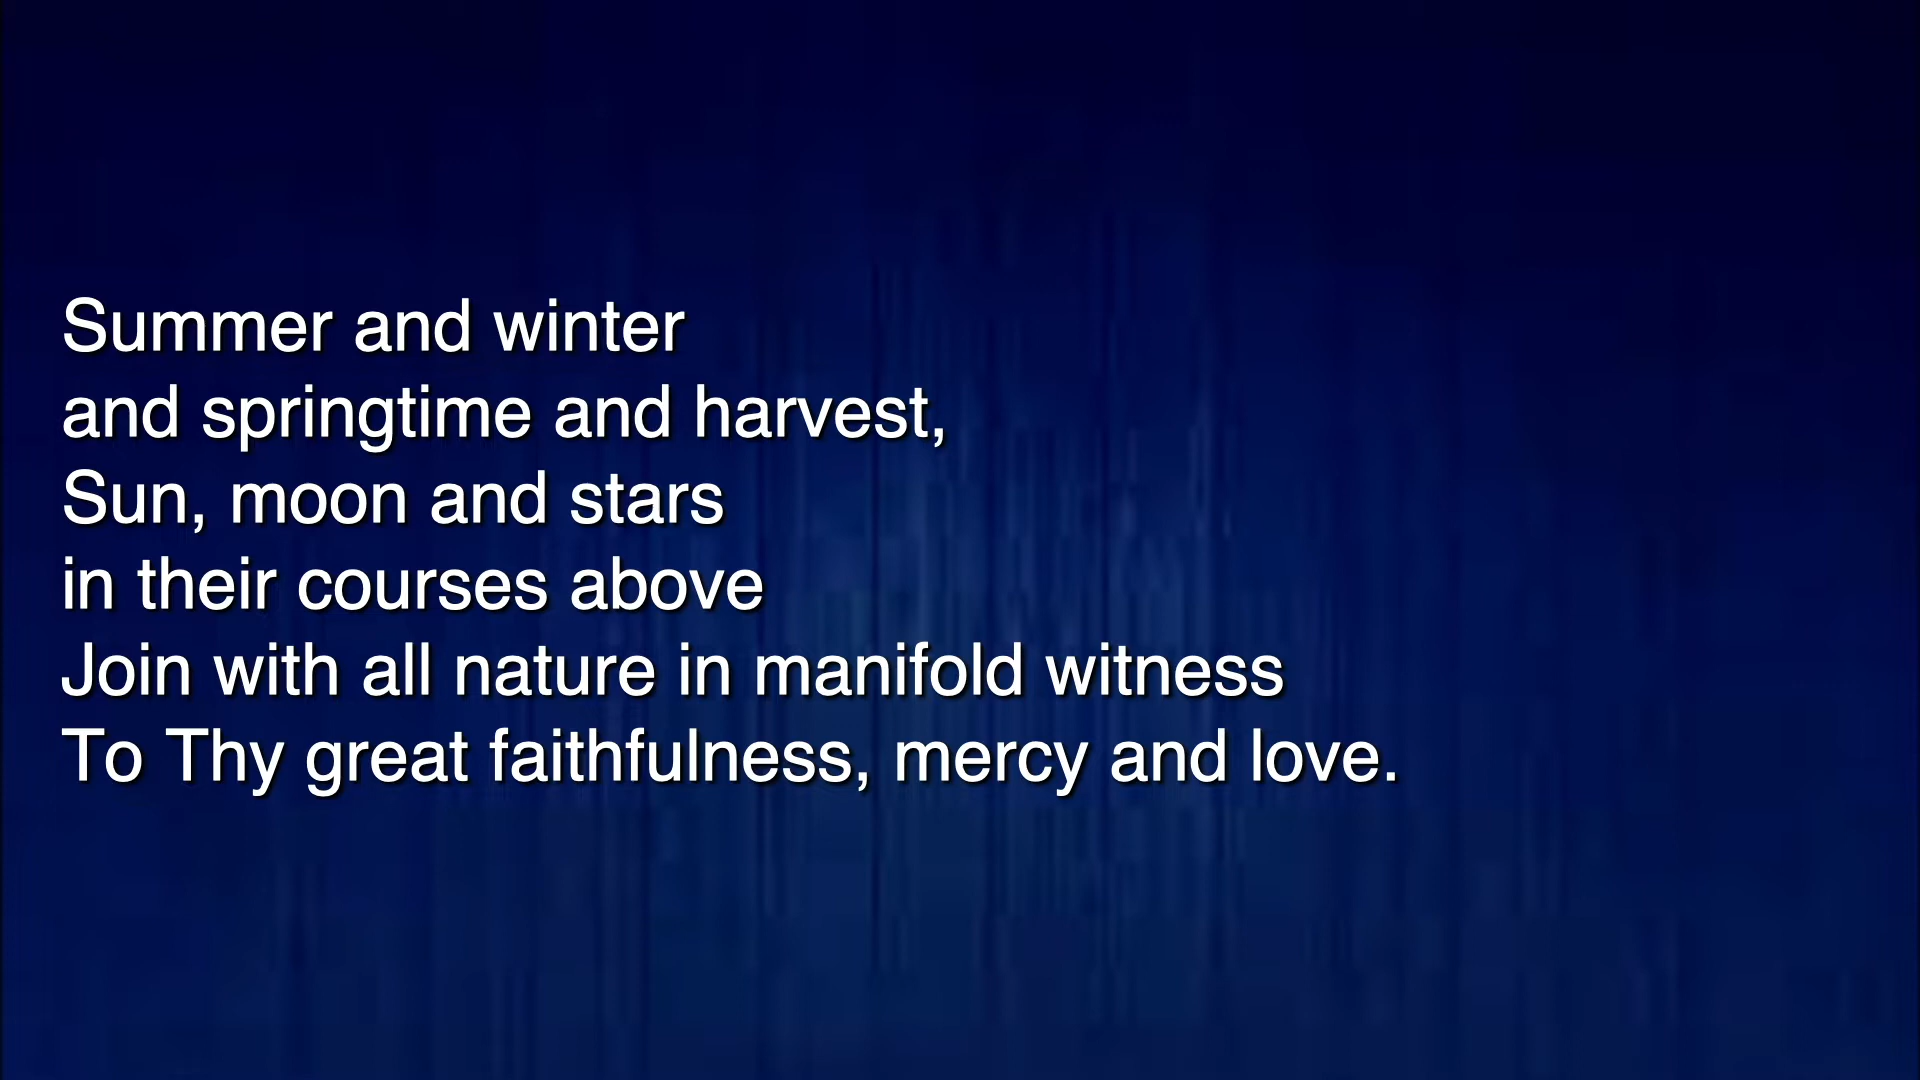 Summer and winter
and springtime and harvest,
Sun, moon and stars
in their courses above
Join with all nature in manifold witness
To Thy great faithfulness, mercy and love.